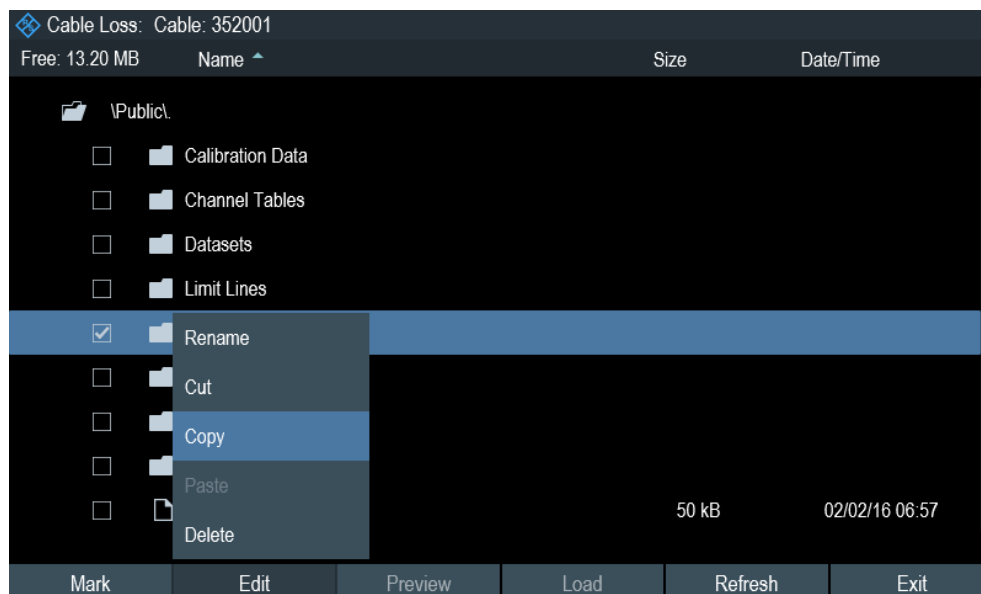 Cable Loss: Cable: 352001
Free: 13.20 MB Name Size Date/Time
\Public\.
Calibration Data
Channel Tables
Datasets
Limit Lines
Rename
Cut
Copy
Paste
50 kB 02/02/16 06:57
Delete
Mark Edit Preview Load Refresh Exit